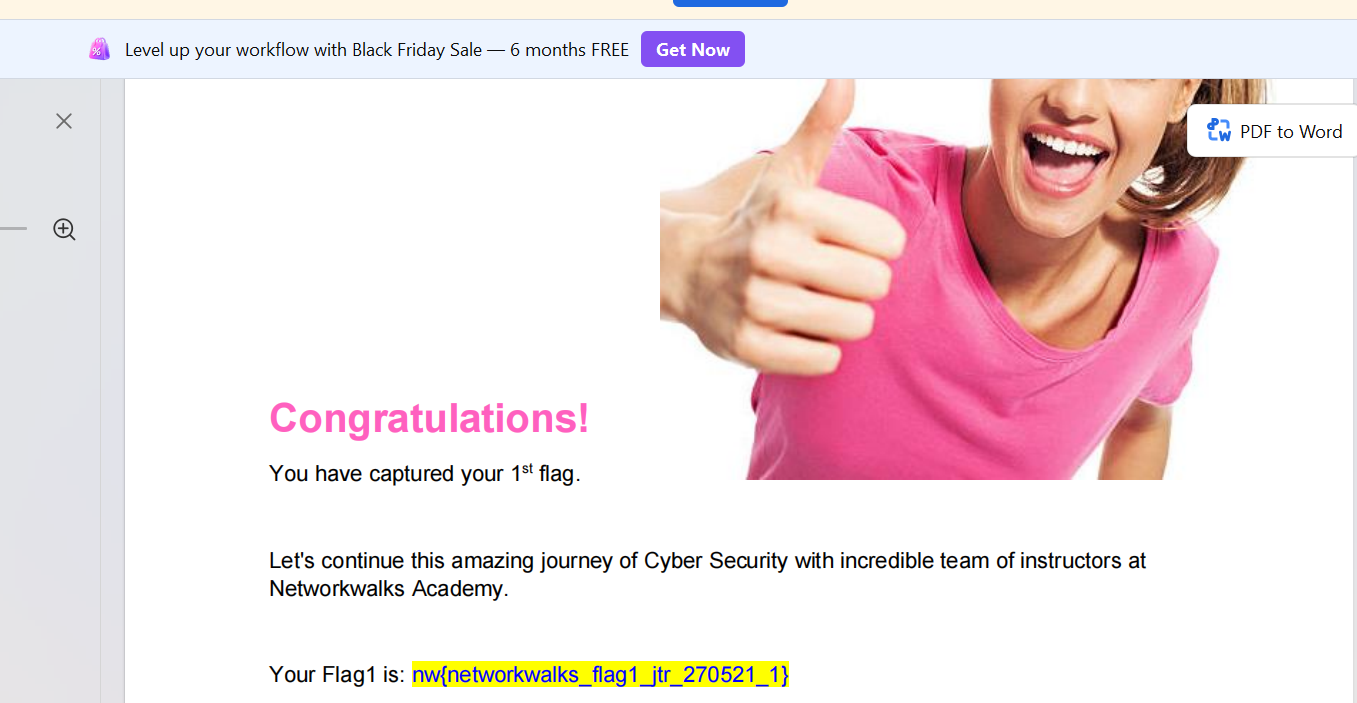 Level up your workflow with Black Friday Sale — 6 months FREE Get Now
PDF to Word
Congratulations!
You have captured your 1st flag.
Let's continue this amazing journey of Cyber Security with incredible team of instructors at
Networkwalks Academy.
Your Flag1 is: nw{networkwalks_flag1_jtr_270521_1}